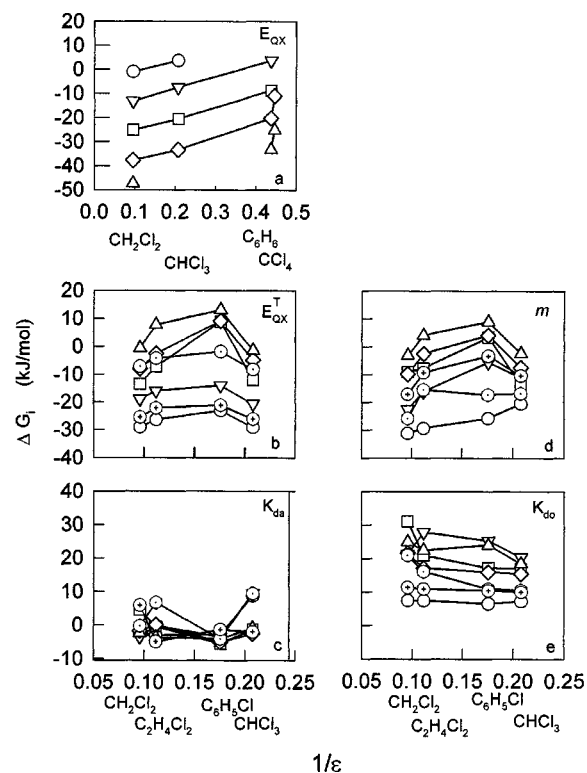 20
E_QX
10
0
-10
-20
-30
-40
-50
a
0.0 0.1 0.2 0.3 0.4 0.5
CH₂Cl₂ C₆H₆
CHCl₃ CCl₄
ΔG_i (kJ/mol)
20
E^T_QX m
10
0
-10
-20
-30
-40
b d
40
K_da K_do
30
20
10
0
-10
c e
0.05 0.10 0.15 0.20 0.25 0.05 0.10 0.15 0.20 0.25
CH₂Cl₂ C₆H₅Cl CH₂Cl₂ C₆H₅Cl
C₂H₄Cl₂ CHCl₃ C₂H₄Cl₂ CHCl₃
1/ε